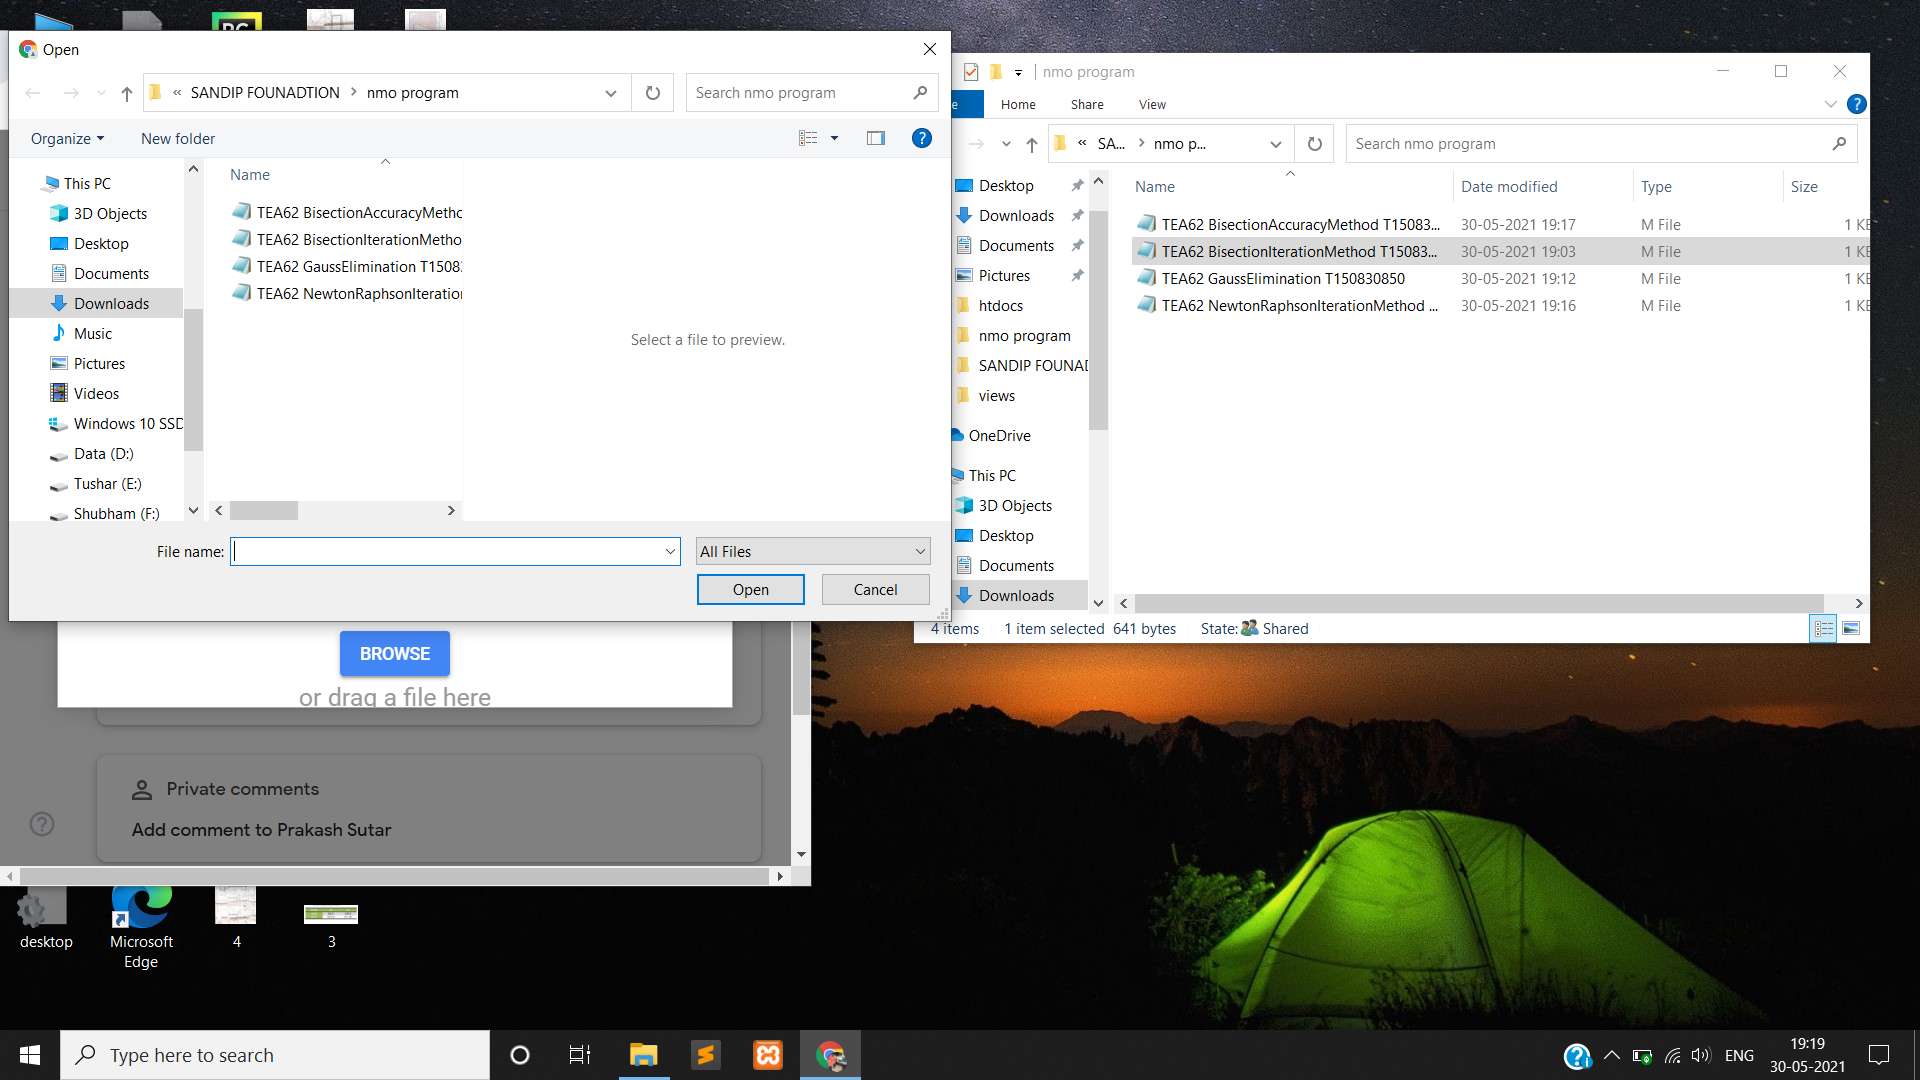 PC
Open
« SANDIP FOUNADTION > nmo program
Search nmo program
Organize
New folder
This PC
3D Objects
Desktop
Documents
Downloads
Music
Pictures
Videos
Windows 10 SSD
Data (D:)
Tushar (E:)
Shubham (F:)
Name
TEA62 BisectionAccuracyMetho
TEA62 BisectionIterationMetho
TEA62 GaussElimination T1508
TEA62 NewtonRaphsonIteration
Select a file to preview.
File name:
All Files
Open
Cancel
nmo program
Home
Share
View
« SA... > nmo p...
Search nmo program
Desktop
Downloads
Documents
Pictures
htdocs
nmo program
SANDIP FOUNAD
views
OneDrive
This PC
3D Objects
Desktop
Documents
Downloads
Name Date modified Type Size
TEA62 BisectionAccuracyMethod T15083... 30-05-2021 19:17 M File 1 KB
TEA62 BisectionIterationMethod T15083... 30-05-2021 19:03 M File 1 KB
TEA62 GaussElimination T150830850 30-05-2021 19:12 M File 1 KB
TEA62 NewtonRaphsonIterationMethod ... 30-05-2021 19:16 M File 1 KB
4 items 1 item selected 641 bytes State: Shared
BROWSE
or drag a file here
Private comments
Add comment to Prakash Sutar
desktop
Microsoft
Edge
4
3
Type here to search
ENG
19:19
30-05-2021